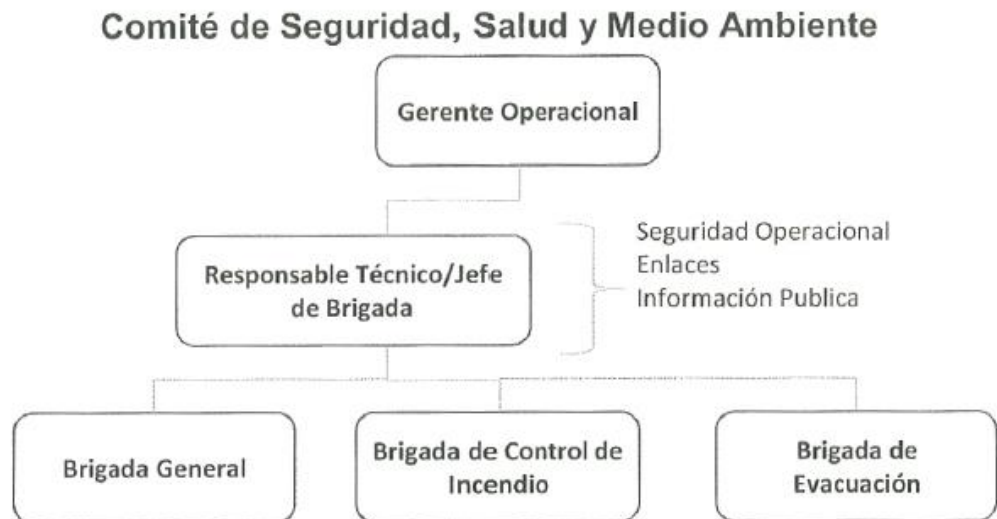 Comité de Seguridad, Salud y Medio Ambiente
Gerente Operacional
Responsable Técnico/Jefe
de Brigada
Seguridad Operacional
Enlaces
Información Publica
Brigada General
Brigada de Control de
Incendio
Brigada de
Evacuación